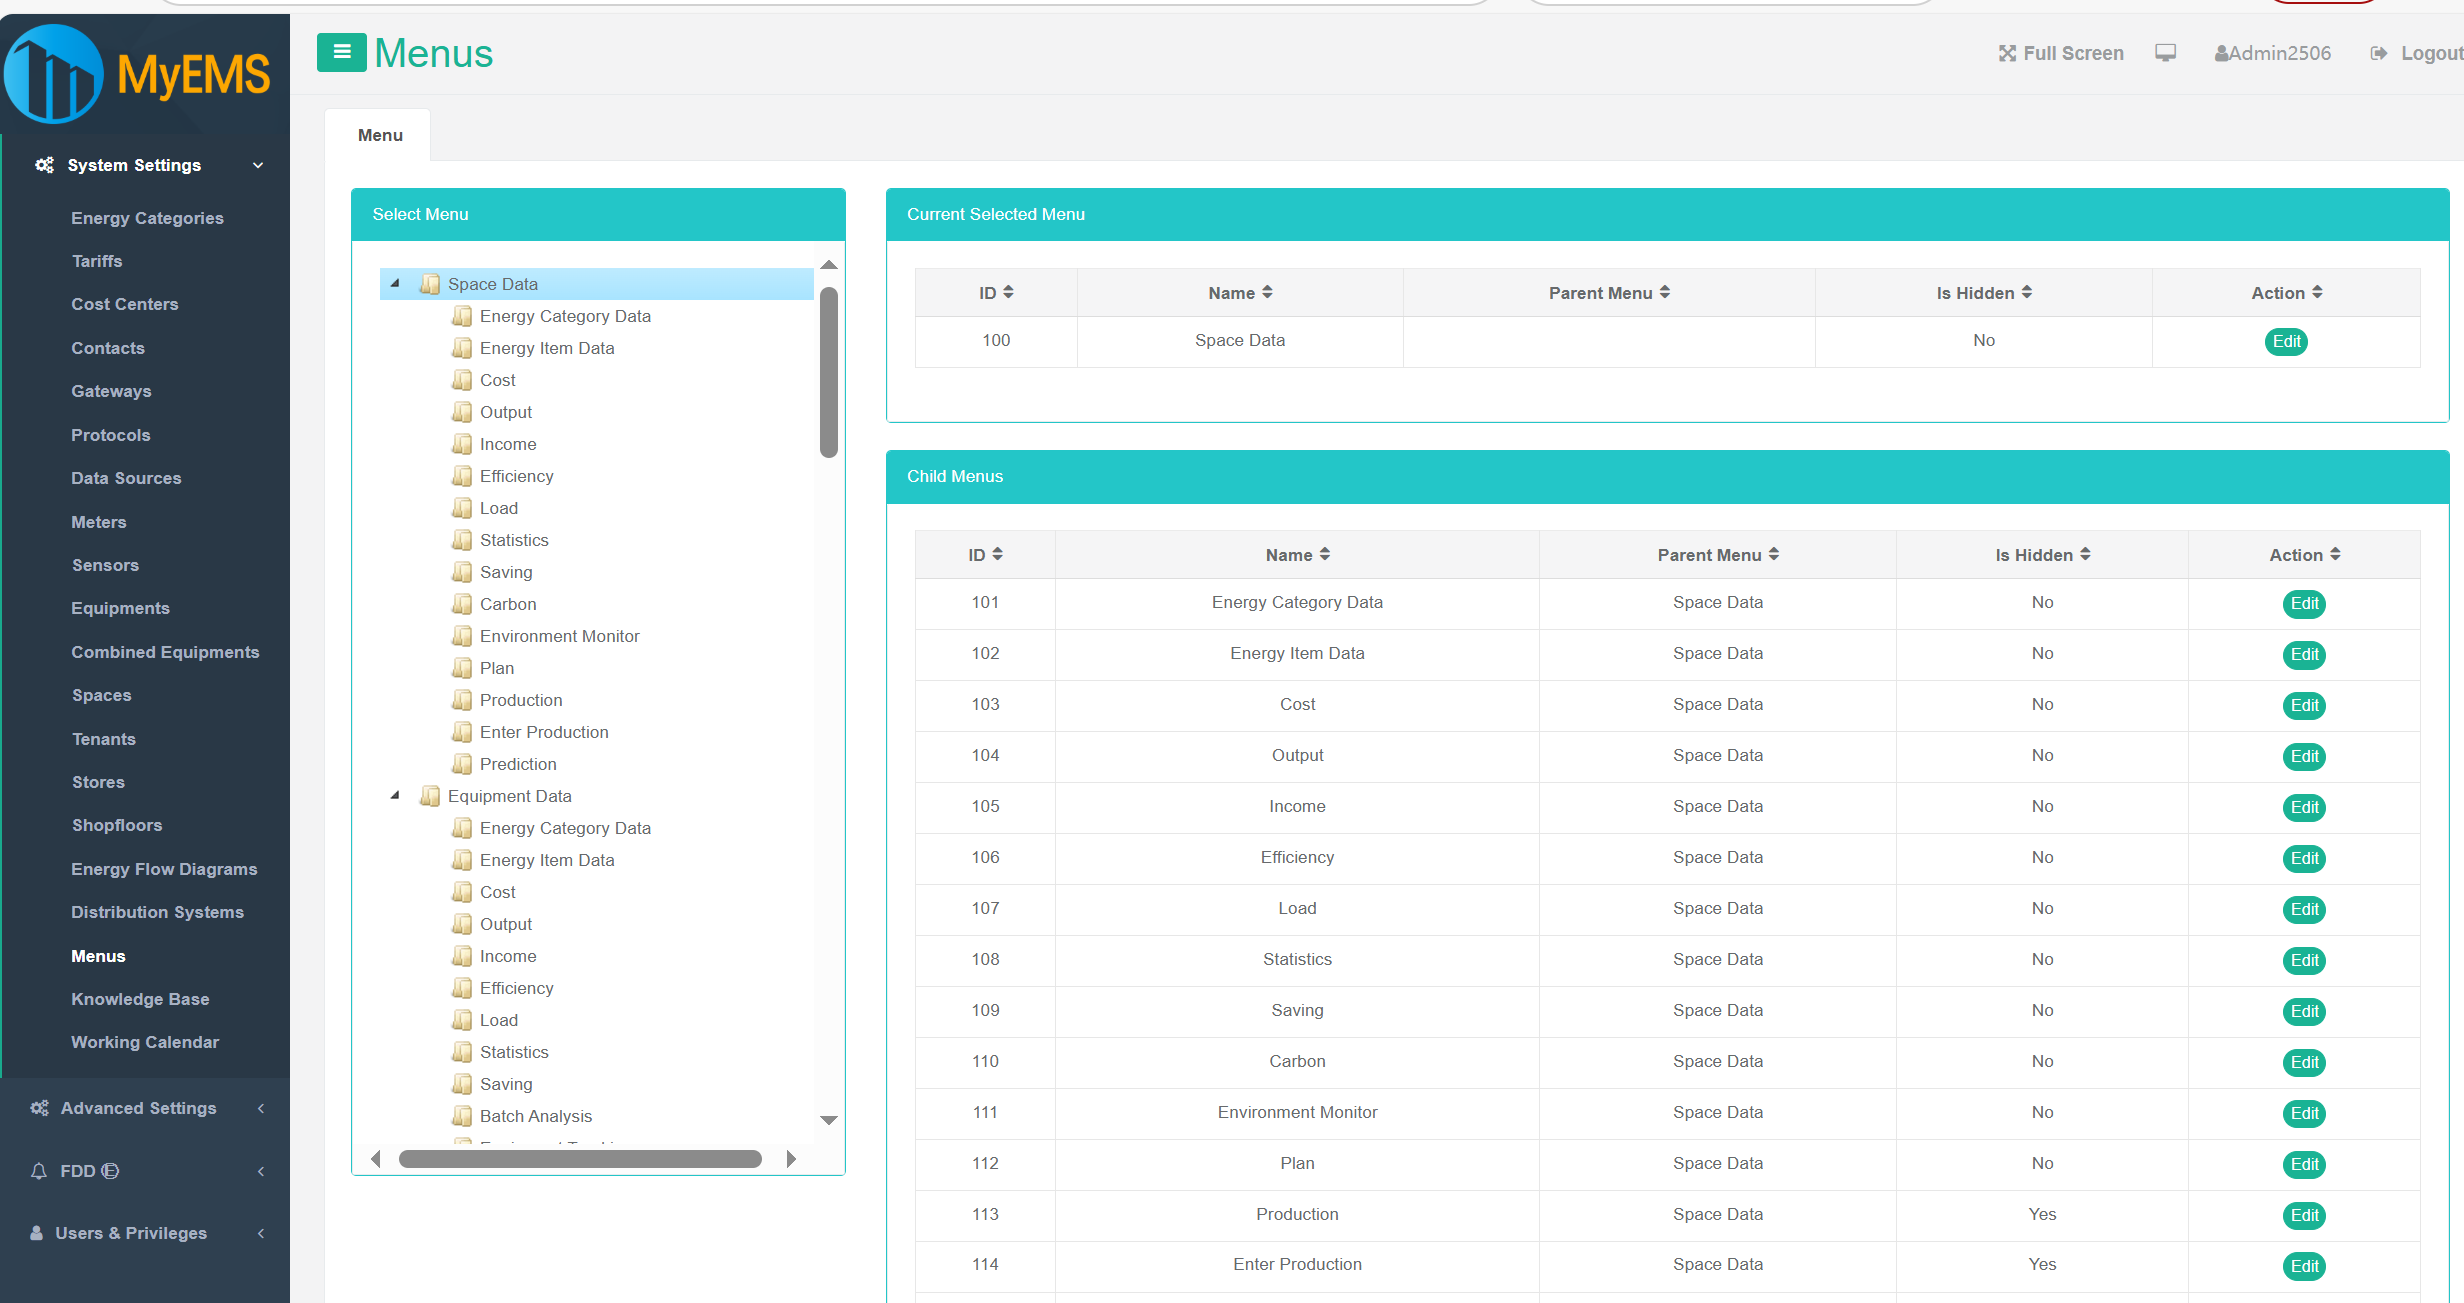 MyEMS
Menus
Full Screen
Admin2506
Logout
System Settings
Energy Categories
Tariffs
Cost Centers
Contacts
Gateways
Protocols
Data Sources
Meters
Sensors
Equipments
Combined Equipments
Spaces
Tenants
Stores
Shopfloors
Energy Flow Diagrams
Distribution Systems
Menus
Knowledge Base
Working Calendar
Advanced Settings
FDD E
Users & Privileges
Menu
Select Menu
Space Data
Energy Category Data
Energy Item Data
Cost
Output
Income
Efficiency
Load
Statistics
Saving
Carbon
Environment Monitor
Plan
Production
Enter Production
Prediction
Equipment Data
Energy Category Data
Energy Item Data
Cost
Output
Income
Efficiency
Load
Statistics
Saving
Batch Analysis
Current Selected Menu
ID Name Parent Menu Is Hidden Action
100 Space Data No Edit
Child Menus
ID Name Parent Menu Is Hidden Action
101 Energy Category Data Space Data No Edit
102 Energy Item Data Space Data No Edit
103 Cost Space Data No Edit
104 Output Space Data No Edit
105 Income Space Data No Edit
106 Efficiency Space Data No Edit
107 Load Space Data No Edit
108 Statistics Space Data No Edit
109 Saving Space Data No Edit
110 Carbon Space Data No Edit
111 Environment Monitor Space Data No Edit
112 Plan Space Data No Edit
113 Production Space Data Yes Edit
114 Enter Production Space Data Yes Edit